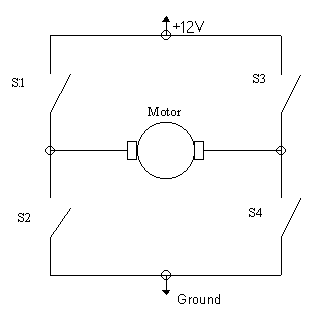 +12V
S1
S3
Motor
S2
S4
Ground